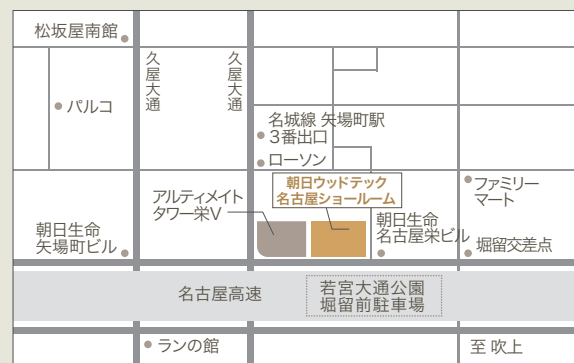 松坂屋南館
久屋大通
久屋大通
パルコ
名城線 矢場町駅
3番出口
ローソン
朝日ウッドテック
名古屋ショールーム
アルティメイト
タワー栄V
ファミリー
マート
朝日生命
矢場町ビル
朝日生命
名古屋栄ビル
堀留交差点
名古屋高速
若宮大通公園
堀留前駐車場
ランの館
至 吹上